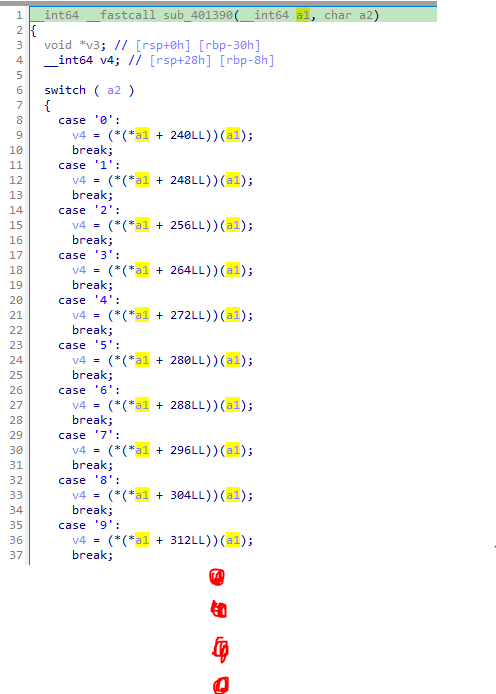 1 __int64 __fastcall sub_401390(__int64 a1, char a2)
2 {
3 void *v3; // [rsp+0h] [rbp-30h]
4 __int64 v4; // [rsp+28h] [rbp-8h]
5
6 switch ( a2 )
7 {
8 case '0':
9 v4 = (*(*a1 + 240LL))(a1);
10 break;
11 case '1':
12 v4 = (*(*a1 + 248LL))(a1);
13 break;
14 case '2':
15 v4 = (*(*a1 + 256LL))(a1);
16 break;
17 case '3':
18 v4 = (*(*a1 + 264LL))(a1);
19 break;
20 case '4':
21 v4 = (*(*a1 + 272LL))(a1);
22 break;
23 case '5':
24 v4 = (*(*a1 + 280LL))(a1);
25 break;
26 case '6':
27 v4 = (*(*a1 + 288LL))(a1);
28 break;
29 case '7':
30 v4 = (*(*a1 + 296LL))(a1);
31 break;
32 case '8':
33 v4 = (*(*a1 + 304LL))(a1);
34 break;
35 case '9':
36 v4 = (*(*a1 + 312LL))(a1);
37 break;